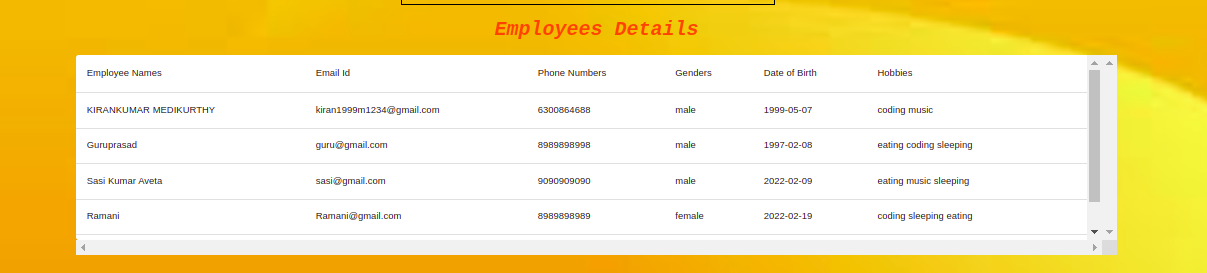 Employees Details
Employee Names Email Id Phone Numbers Genders Date of Birth Hobbies
KIRANKUMAR MEDIKURTHY kiran1999m1234@gmail.com 6300864688 male 1999-05-07 coding music
Guruprasad guru@gmail.com 8989898998 male 1997-02-08 eating coding sleeping
Sasi Kumar Aveta sasi@gmail.com 9090909090 male 2022-02-09 eating music sleeping
Ramani Ramani@gmail.com 8989898989 female 2022-02-19 coding sleeping eating